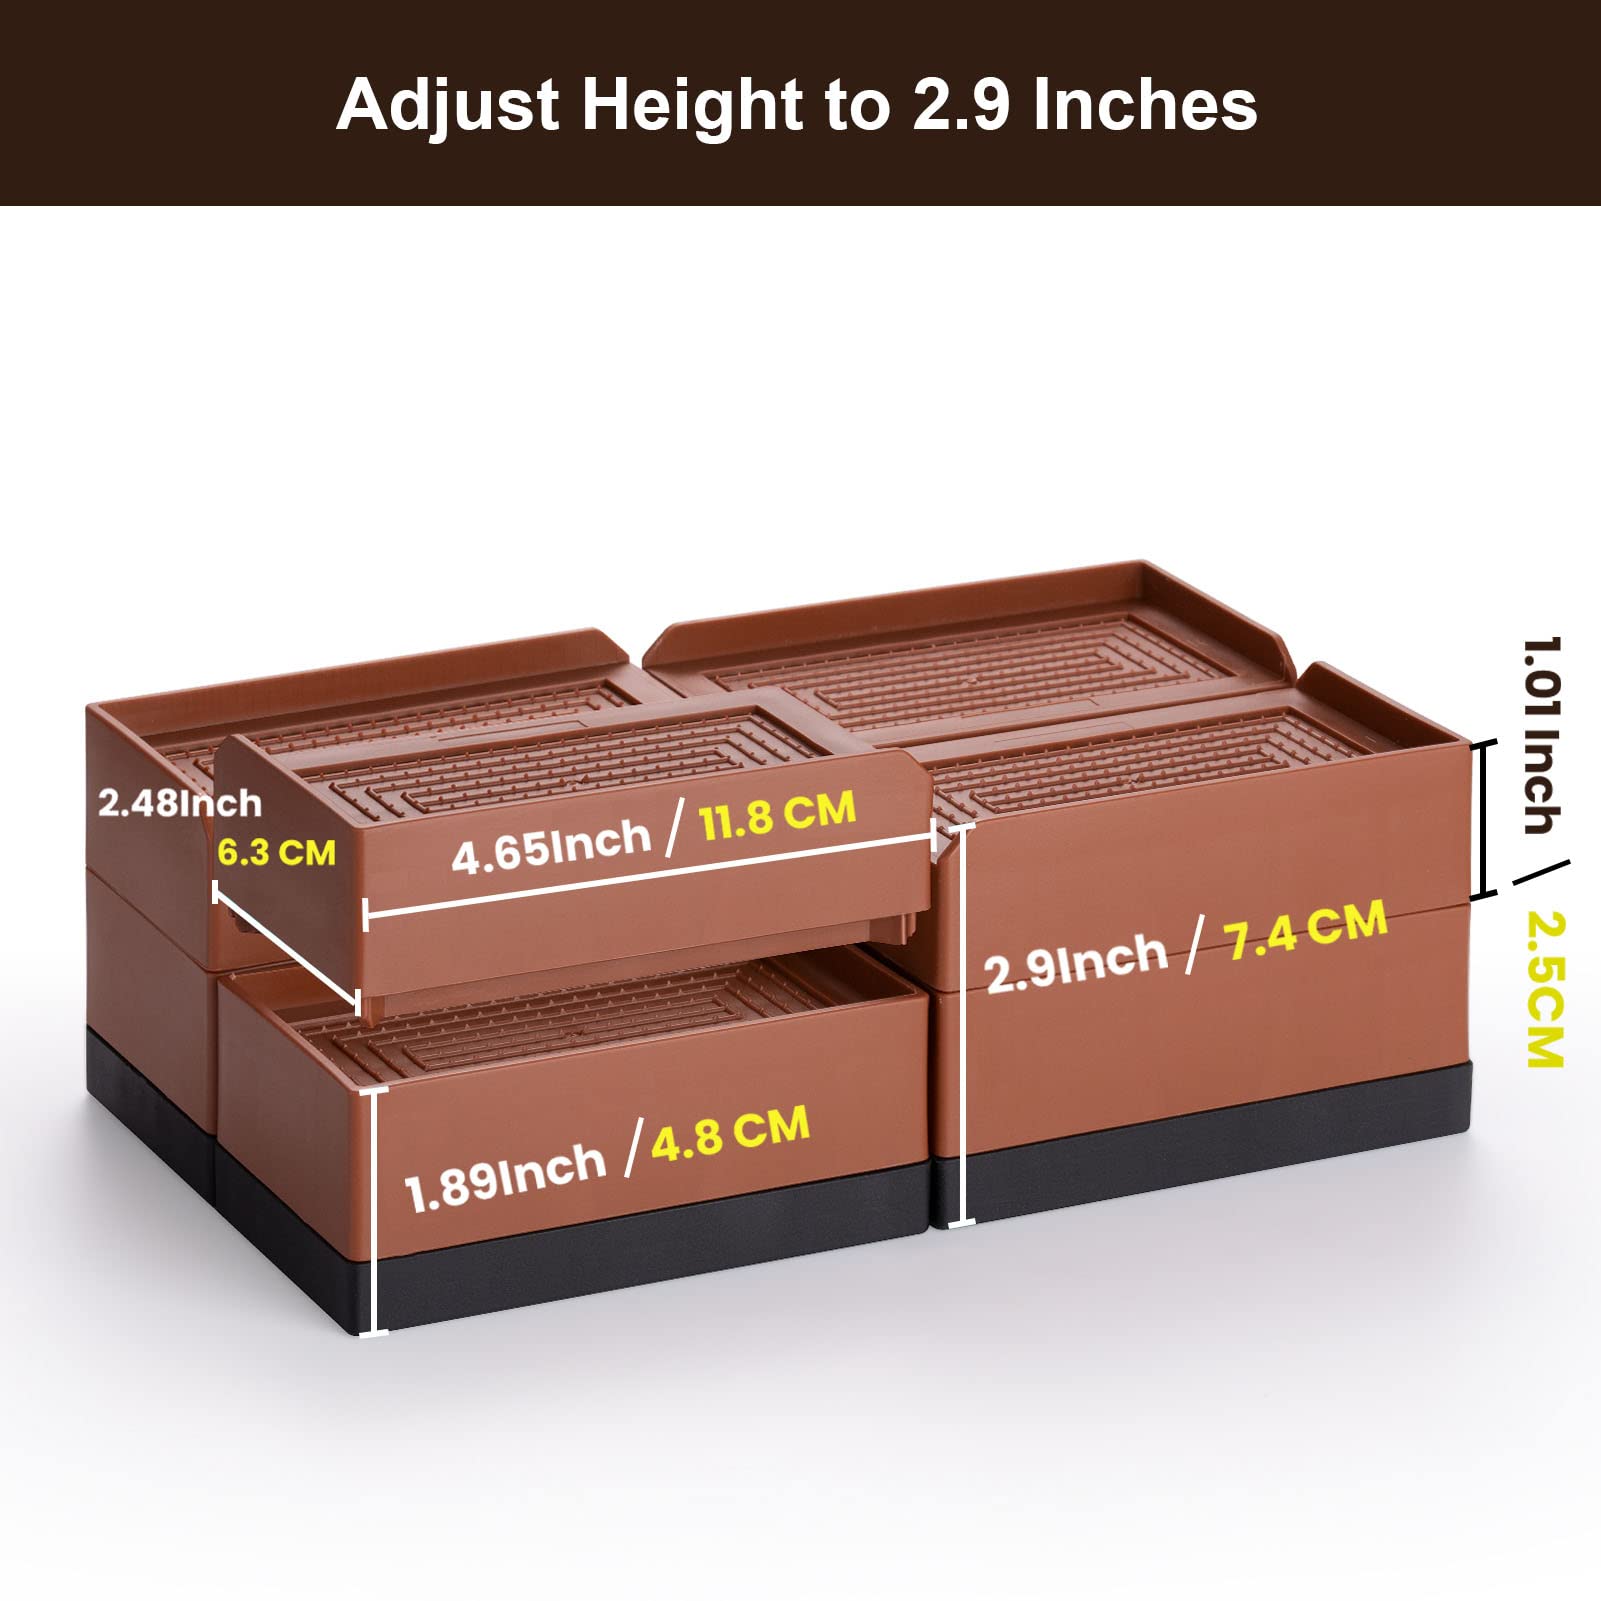 Adjust Height to 2.9 Inches
2.48Inch
6.3 CM
4.65Inch / 11.8 CM
1.01 Inch / 2.5CM
2.9Inch / 7.4 CM
1.89Inch / 4.8 CM